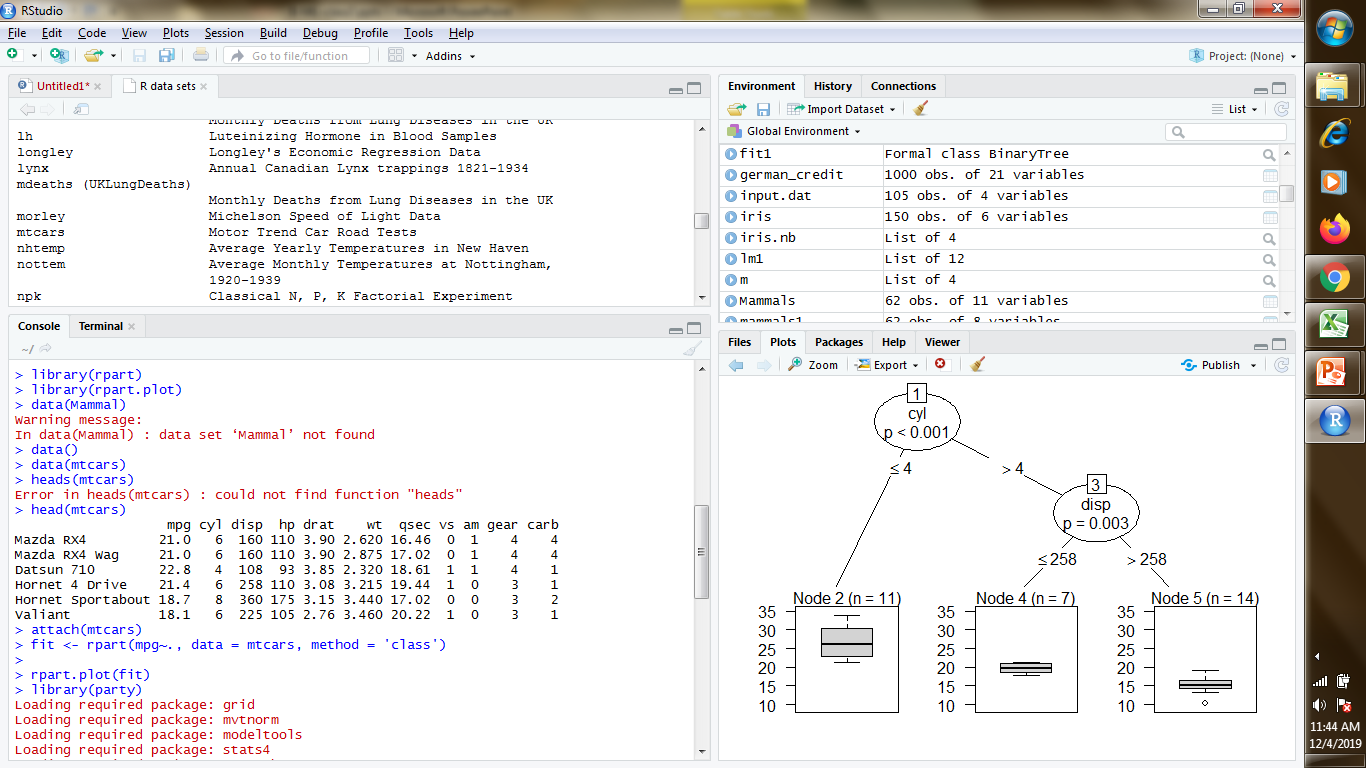 RStudio
File Edit Code View Plots Session Build Debug Profile Tools Help
Go to file/function Addins Project: (None)
Untitled1* R data sets
Monthly Deaths from Lung Diseases in the UK
lh Luteinizing Hormone in Blood Samples
longley Longley's Economic Regression Data
lynx Annual Canadian Lynx trappings 1821-1934
mdeaths (UKLungDeaths)
Monthly Deaths from Lung Diseases in the UK
morley Michelson Speed of Light Data
mtcars Motor Trend Car Road Tests
nhtemp Average Yearly Temperatures in New Haven
nottem Average Monthly Temperatures at Nottingham,
1920-1939
npk Classical N, P, K Factorial Experiment
Console Terminal
~/
> library(rpart)
> library(rpart.plot)
> data(Mammal)
Warning message:
In data(Mammal) : data set ‘Mammal’ not found
> data()
> data(mtcars)
> heads(mtcars)
Error in heads(mtcars) : could not find function "heads"
> head(mtcars)
mpg cyl disp hp drat wt qsec vs am gear carb
Mazda RX4 21.0 6 160 110 3.90 2.620 16.46 0 1 4 4
Mazda RX4 Wag 21.0 6 160 110 3.90 2.875 17.02 0 1 4 4
Datsun 710 22.8 4 108 93 3.85 2.320 18.61 1 1 4 1
Hornet 4 Drive 21.4 6 258 110 3.08 3.215 19.44 1 0 3 1
Hornet Sportabout 18.7 8 360 175 3.15 3.440 17.02 0 0 3 2
Valiant 18.1 6 225 105 2.76 3.460 20.22 1 0 3 1
> attach(mtcars)
> fit <- rpart(mpg~., data = mtcars, method = 'class')
>
> rpart.plot(fit)
> library(party)
Loading required package: grid
Loading required package: mvtnorm
Loading required package: modeltools
Loading required package: stats4
Environment History Connections
Import Dataset List
Global Environment
fit1 Formal class BinaryTree
german_credit 1000 obs. of 21 variables
input.dat 105 obs. of 4 variables
iris 150 obs. of 6 variables
iris.nb List of 4
lm1 List of 12
m List of 4
Mammals 62 obs. of 11 variables
mammals1 62 obs. of 8 variables
Files Plots Packages Help Viewer
Zoom Export Publish
1
cyl
p < 0.001
≤ 4 > 4
3
disp
p = 0.003
≤ 258 > 258
Node 2 (n = 11) Node 4 (n = 7) Node 5 (n = 14)
35 35 35
30 30 30
25 25 25
20 20 20
15 15 15
10 10 10
11:44 AM
12/4/2019